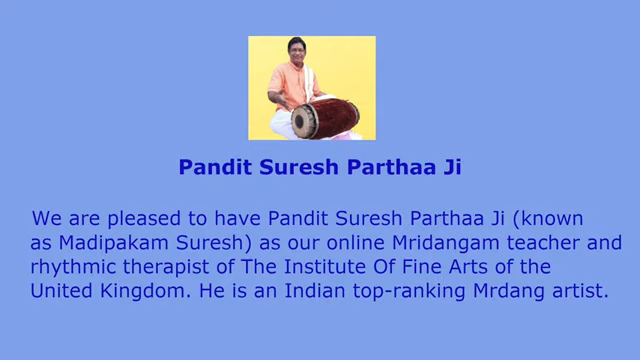 Pandit Suresh Parthaa Ji
We are pleased to have Pandit Suresh Parthaa Ji (known
as Madipakam Suresh) as our online Mridangam teacher and
rhythmic therapist of The Institute Of Fine Arts of the
United Kingdom. He is an Indian top-ranking Mrdang artist.